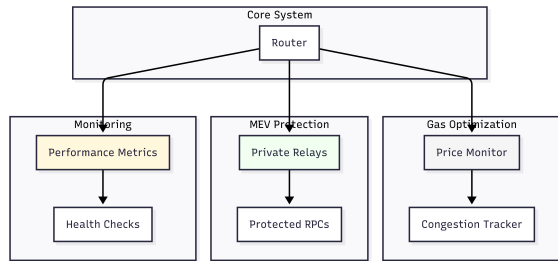 Core System
Router
Monitoring
MEV Protection
Gas Optimization
Performance Metrics
Private Relays
Price Monitor
Health Checks
Protected RPCs
Congestion Tracker